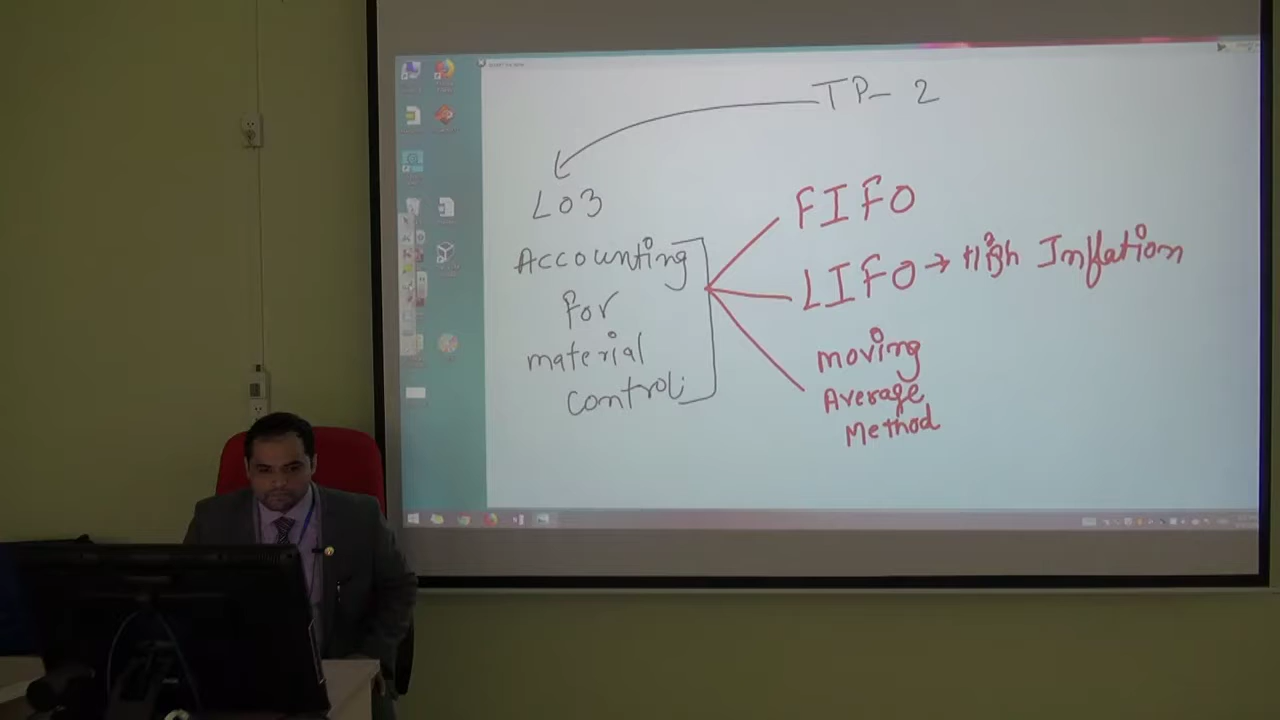 TP- 2
LO3
Accounting
for
material
control
FIFO
LIFO → High Inflation
moving
Average
Method